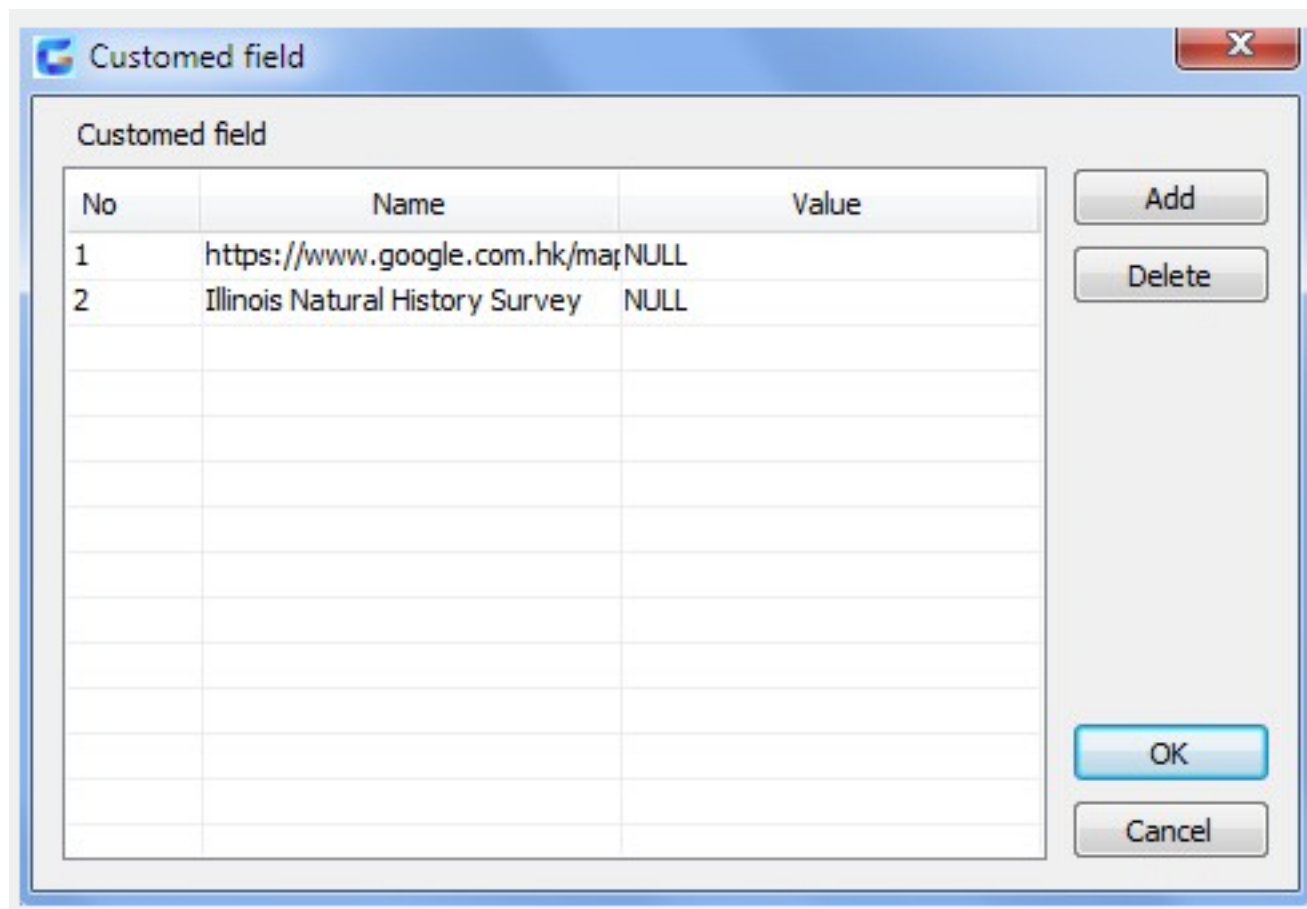 Customed field
Customed field
No Name Value
1 https://www.google.com.hk/map NULL
2 Illinois Natural History Survey NULL
Add
Delete
OK
Cancel